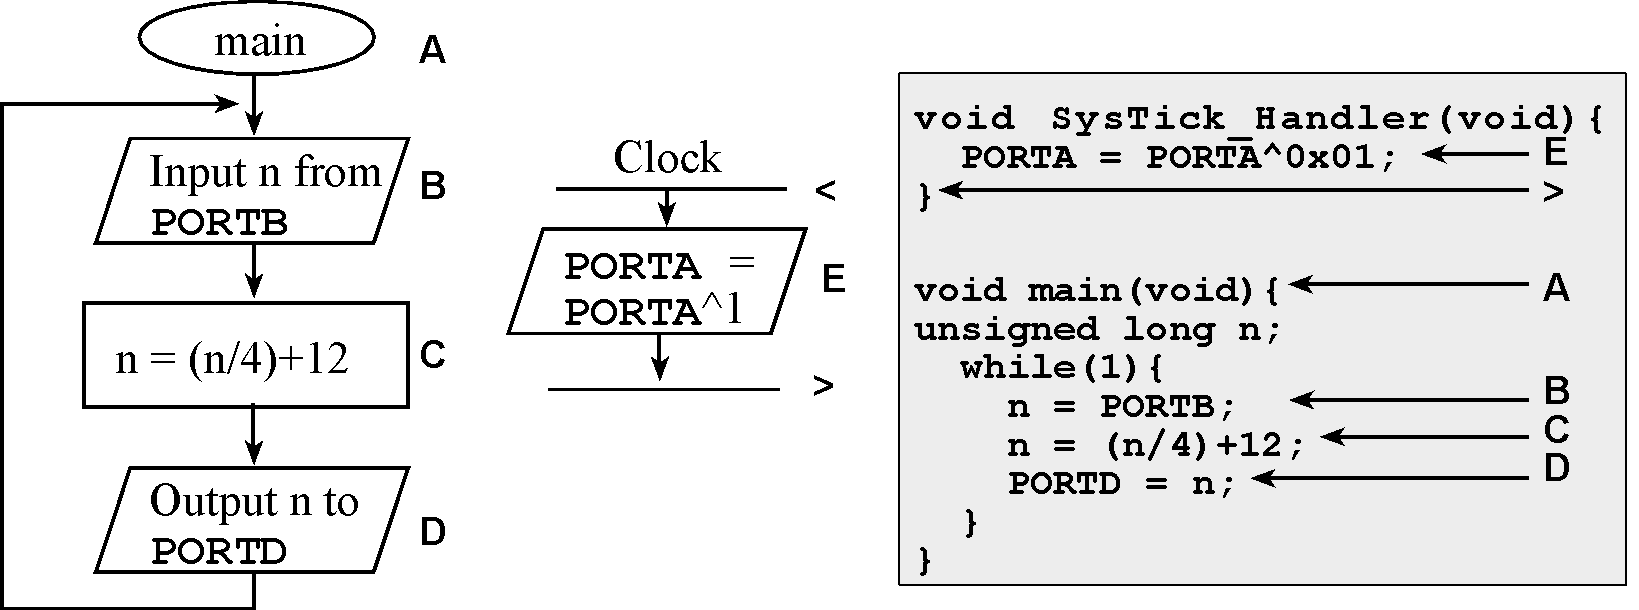 main
A
Input n from
PORTB
B
n = (n/4)+12
C
Output n to
PORTD
D
Clock
<
PORTA =
PORTA^1
E
>
void SysTick_Handler(void){
PORTA = PORTA^0x01;
E
}
>
void main(void){
A
unsigned long n;
while(1){
n = PORTB;
B
n = (n/4)+12;
C
PORTD = n;
D
}
}